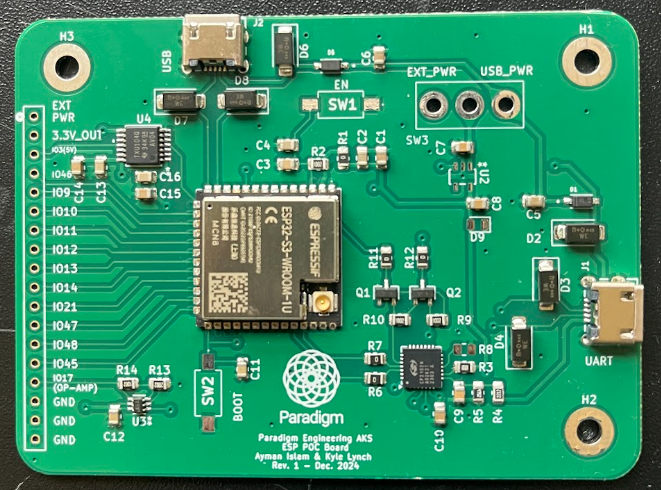 H3
USB
J2
D6
D8
C6
H1
EXT_PWR
USB_PWR
SW3
EN
SW1
D8
D7
EXT
PWR
3.3V_OUT
IO3(5V)
IO46
IO9
IO10
IO11
IO12
IO13
IO14
IO21
IO47
IO48
IO45
IO17
(OP-AMP)
GND
GND
GND
U4
C16
C15
C14
C13
C4
C3
R2
R1
C2
C1
C7
*
U2
C8
D9
C5
D1
D2
D3
D4
J1
UART
ESPRESSIF
ESP32-S3-WROOM-1U
MCN8
R11
R12
Q1
Q2
R10
R9
R7
R6
R8
R3
C9
R5
R4
C10
R14
R13
U3
C12
SW2
BOOT
C11
H2
Paradigm
Paradigm Engineering AKS
ESP POC Board
Ayman Islam & Kyle Lynch
Rev. 1 - Dec. 2024